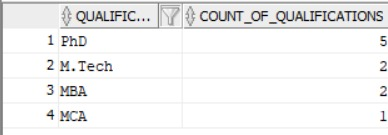 QUALIFIC... COUNT_OF_QUALIFICATIONS
1 PhD 5
2 M.Tech 2
3 MBA 2
4 MCA 1